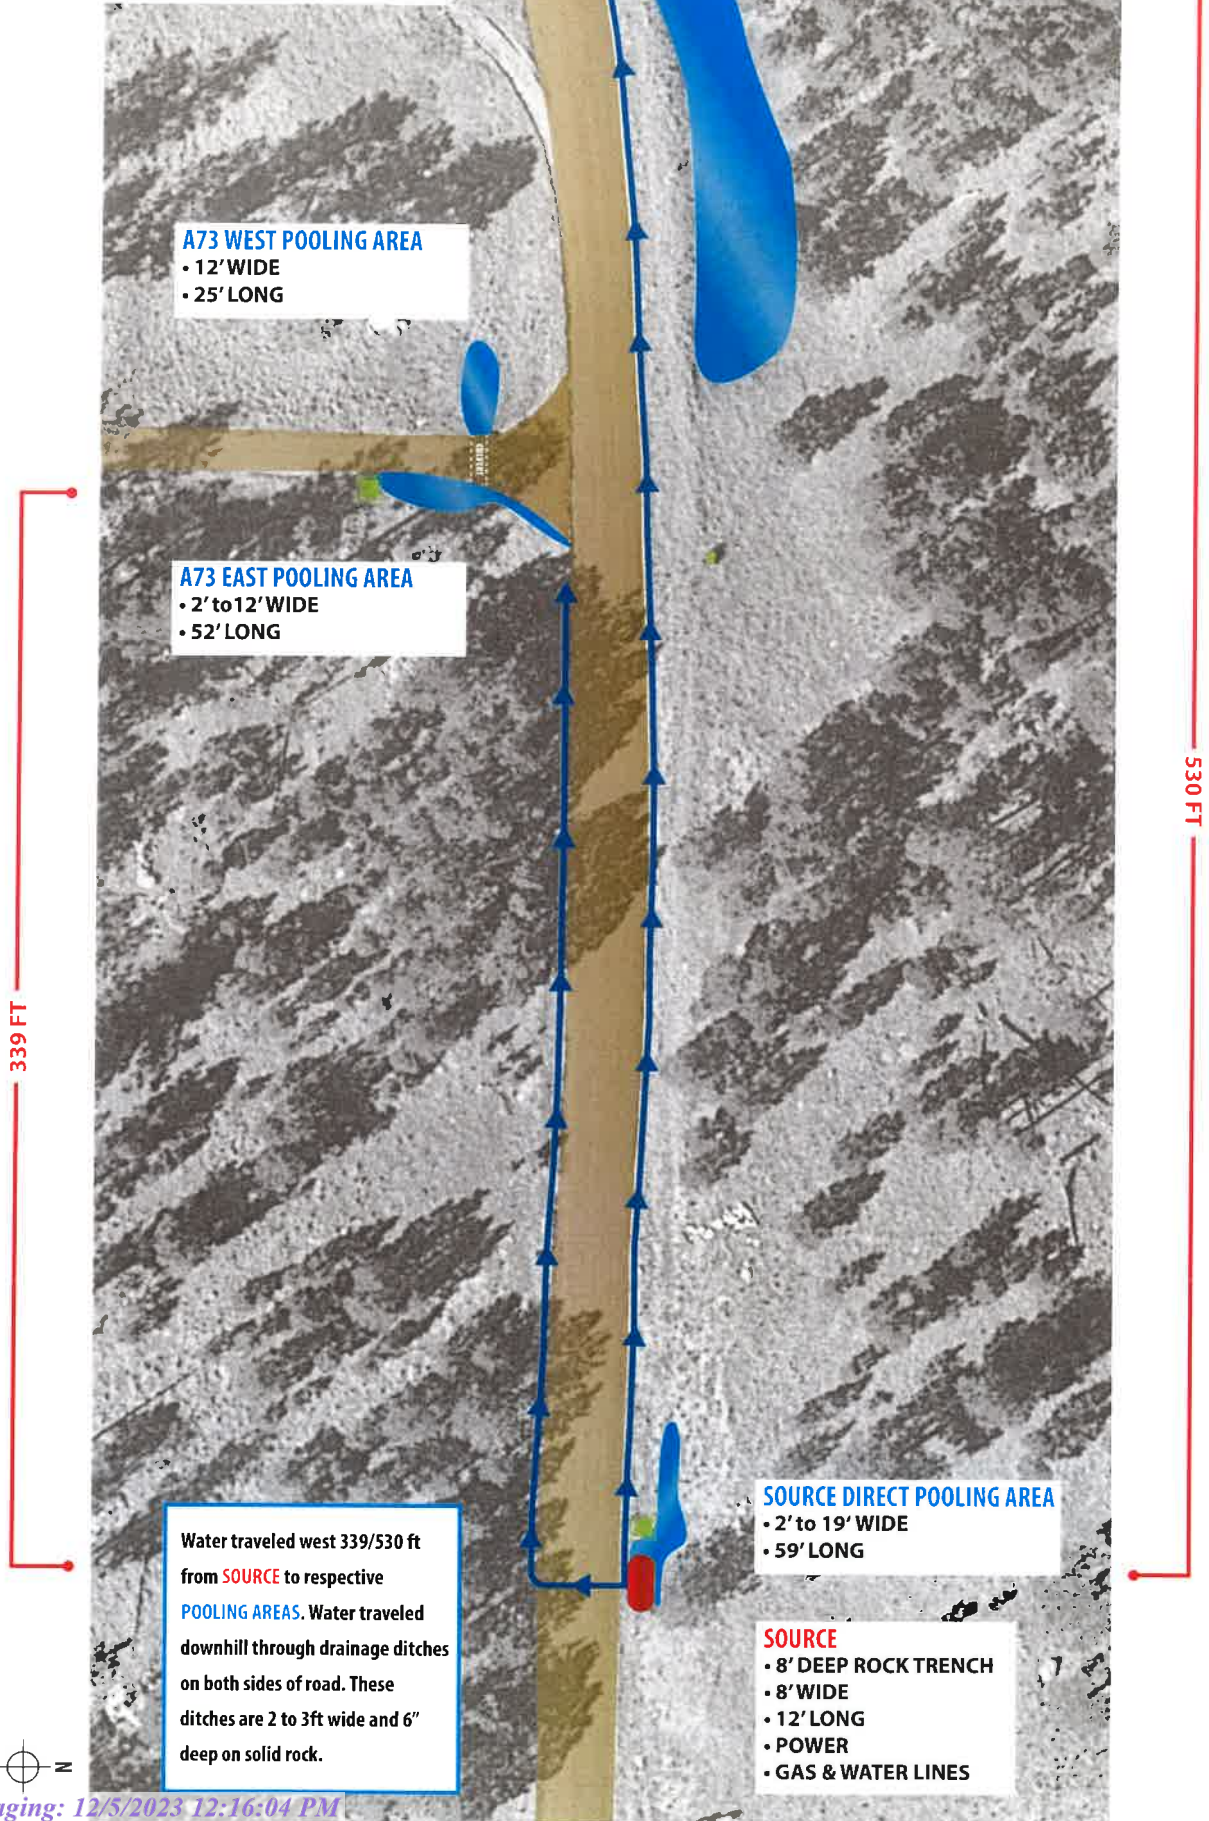 A73 WEST POOLING AREA
• 12' WIDE
• 25' LONG
CULVERT
A73 EAST POOLING AREA
• 2' to12' WIDE
• 52' LONG
530 FT
339 FT
SOURCE DIRECT POOLING AREA
• 2' to 19' WIDE
• 59' LONG
Water traveled west 339/530 ft
from SOURCE to respective
POOLING AREAS. Water traveled
downhill through drainage ditches
on both sides of road. These
ditches are 2 to 3ft wide and 6"
deep on solid rock.
SOURCE
• 8' DEEP ROCK TRENCH
• 8' WIDE
• 12' LONG
• POWER
• GAS & WATER LINES
N
aging: 12/5/2023 12:16:04 PM